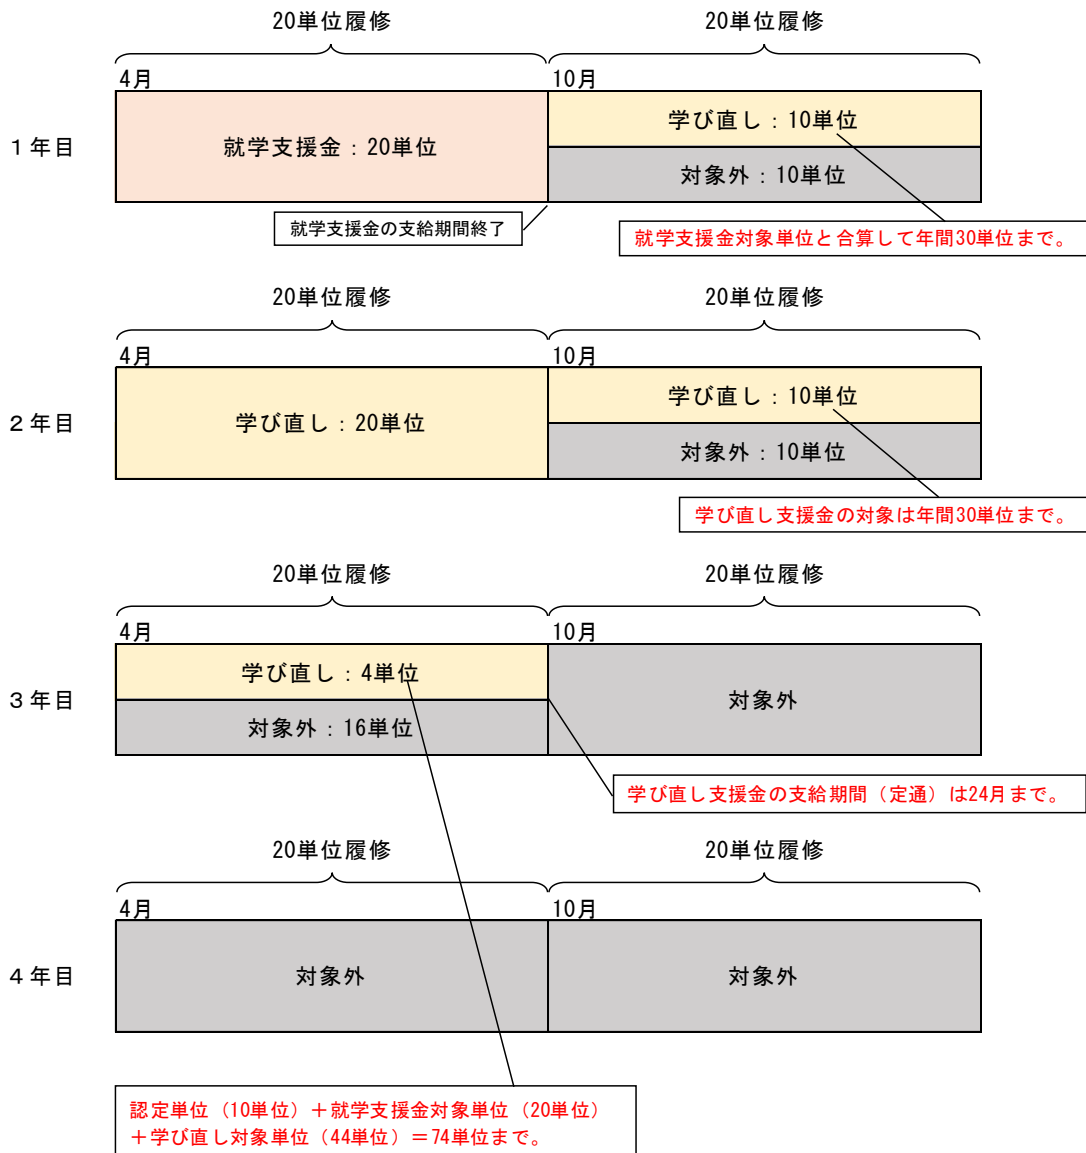 20単位履修
20単位履修
4月
10月
1年目
就学支援金：20単位
学び直し：10単位
対象外：10単位
就学支援金の支給期間終了
就学支援金対象単位と合算して年間30単位まで。
20単位履修
20単位履修
4月
10月
2年目
学び直し：20単位
学び直し：10単位
対象外：10単位
学び直し支援金の対象は年間30単位まで。
20単位履修
20単位履修
4月
10月
3年目
学び直し：4単位
対象外：16単位
対象外
学び直し支援金の支給期間（定通）は24月まで。
20単位履修
20単位履修
4月
10月
4年目
対象外
対象外
認定単位（10単位）＋就学支援金対象単位（20単位）
＋学び直し対象単位（44単位）＝74単位まで。